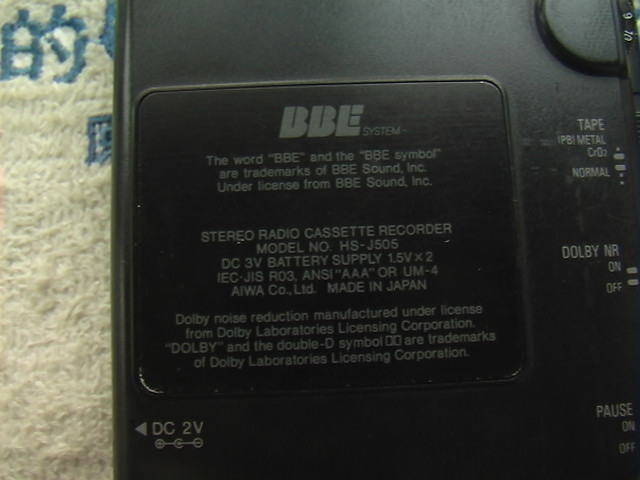 的
BBE SYSTEM
The word "BBE" and the "BBE symbol"
are trademarks of BBE Sound, Inc.
Under license from BBE Sound, Inc.
STEREO RADIO CASSETTE RECORDER
MODEL NO. HS-J505
DC 3V BATTERY SUPPLY 1.5V×2
IEC·JIS R03, ANSI "AAA" OR UM-4
AIWA Co., Ltd. MADE IN JAPAN
Dolby noise reduction manufactured under license
from Dolby Laboratories Licensing Corporation.
"DOLBY" and the double-D symbol are trademarks
of Dolby Laboratories Licensing Corporation.
◀ DC 2V
9 10
TAPE
(PB) METAL
CrO2
NORMAL
DOLBY NR
ON
OFF
PAUSE
ON
OFF